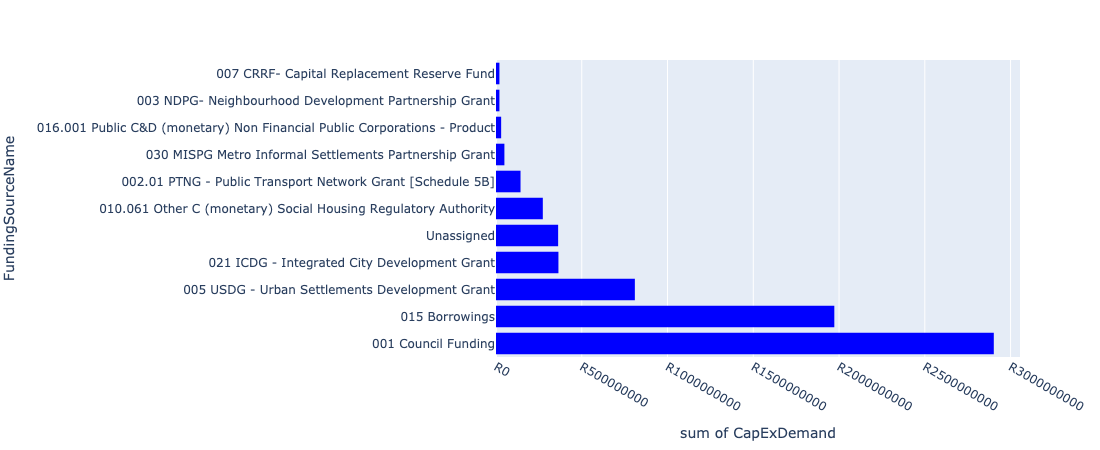 FundingSourceName
007 CRRF- Capital Replacement Reserve Fund
003 NDPG- Neighbourhood Development Partnership Grant
016.001 Public C&D (monetary) Non Financial Public Corporations - Product
030 MISPG Metro Informal Settlements Partnership Grant
002.01 PTNG - Public Transport Network Grant [Schedule 5B]
010.061 Other C (monetary) Social Housing Regulatory Authority
Unassigned
021 ICDG - Integrated City Development Grant
005 USDG - Urban Settlements Development Grant
015 Borrowings
001 Council Funding
R0
R500000000
R1000000000
R1500000000
R2000000000
R2500000000
R3000000000
sum of CapExDemand